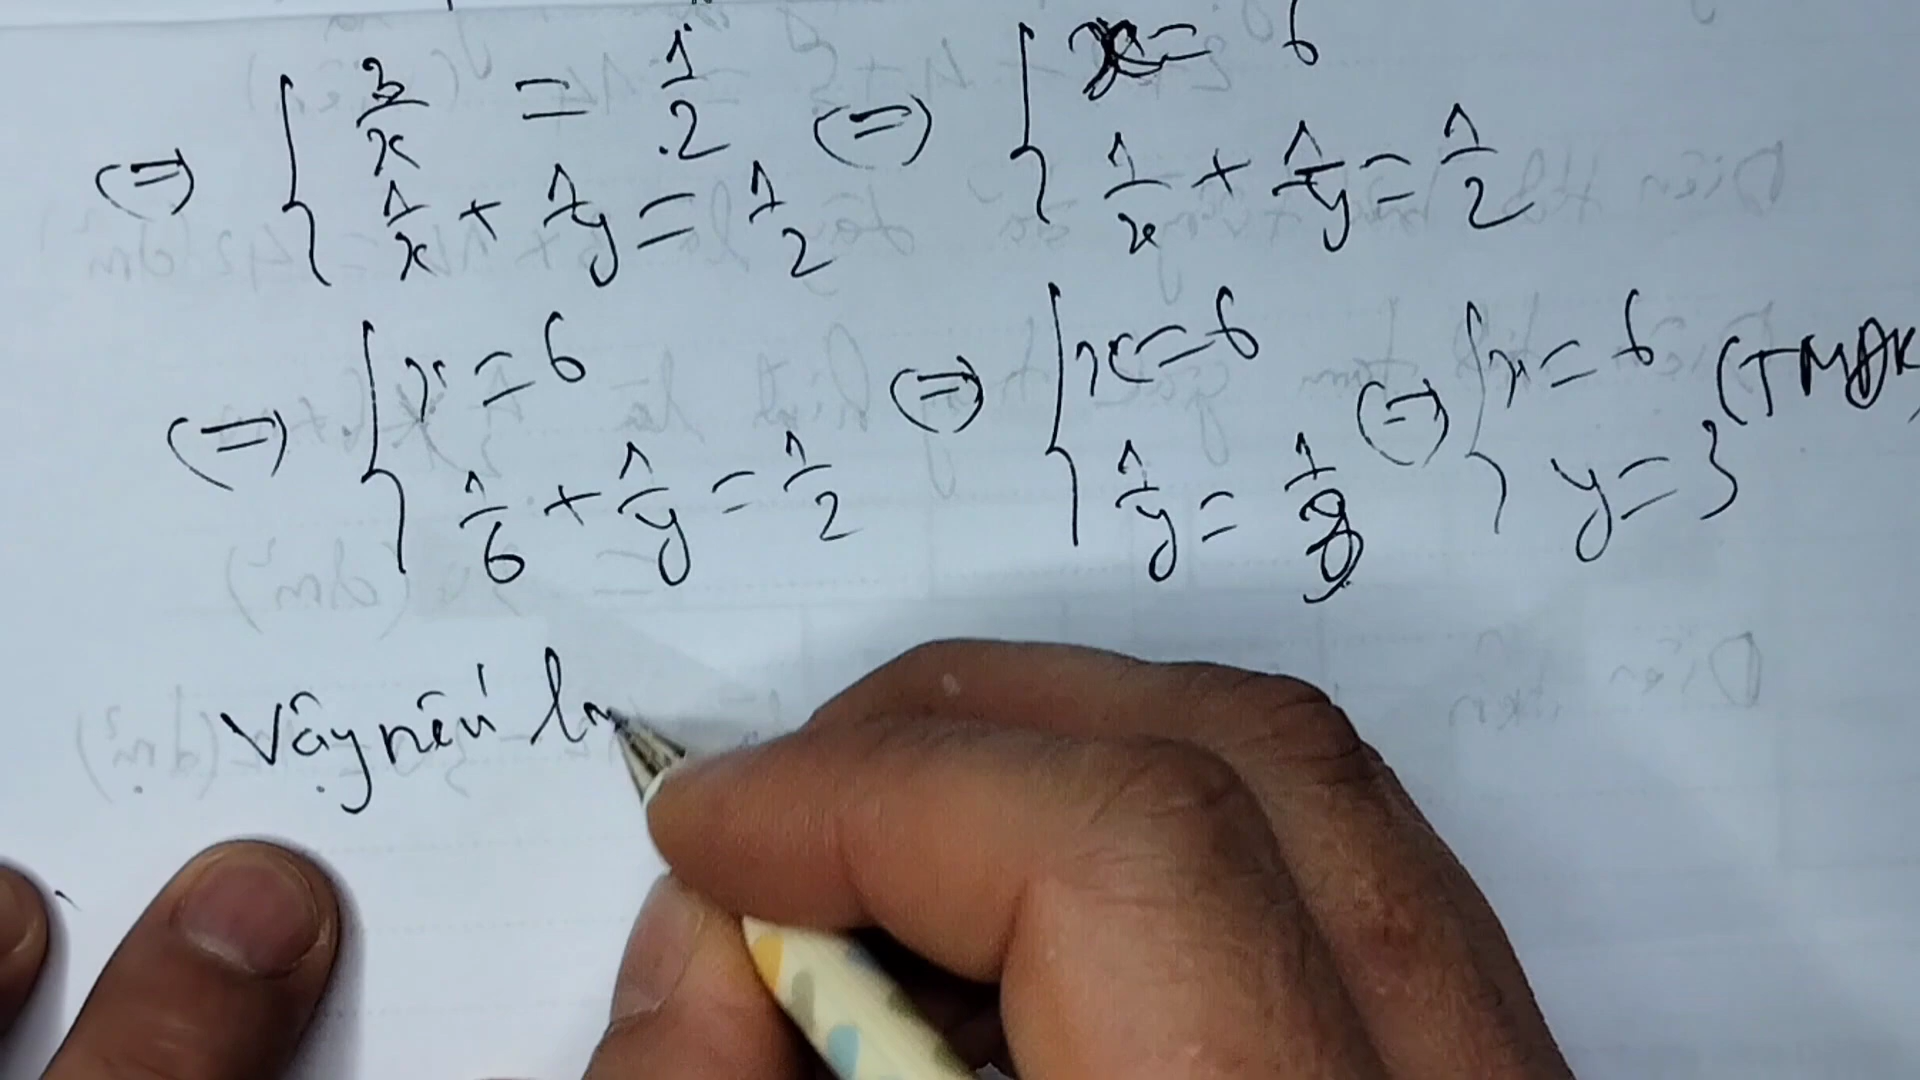 (=) { 3/x = 1/2 (=) { x = 6
1/x + 1/y = 1/2 1/x + 1/y = 1/2
(=) { x = 6 (=) { x = 6 (=) { x = 6 (TMĐK
1/6 + 1/y = 1/2 1/y = 1/3 y = 3
Vậy nếu